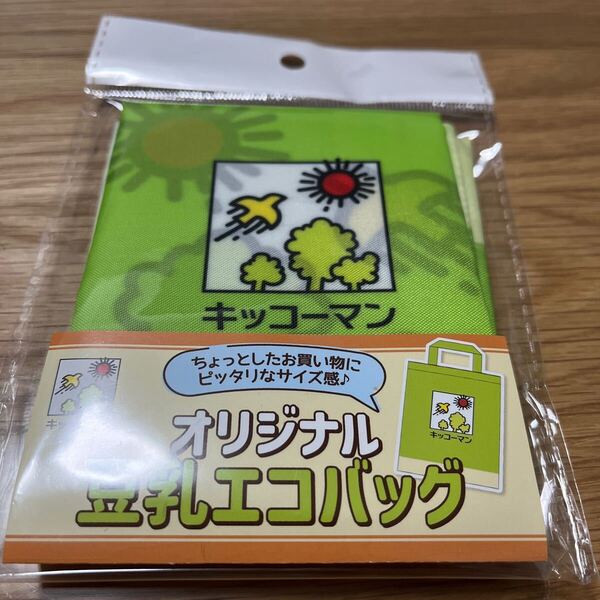 キッコーマン
ちょっとしたお買い物に
ピッタリなサイズ感♪
キッコーマン
オリジナル
豆乳エコバッグ